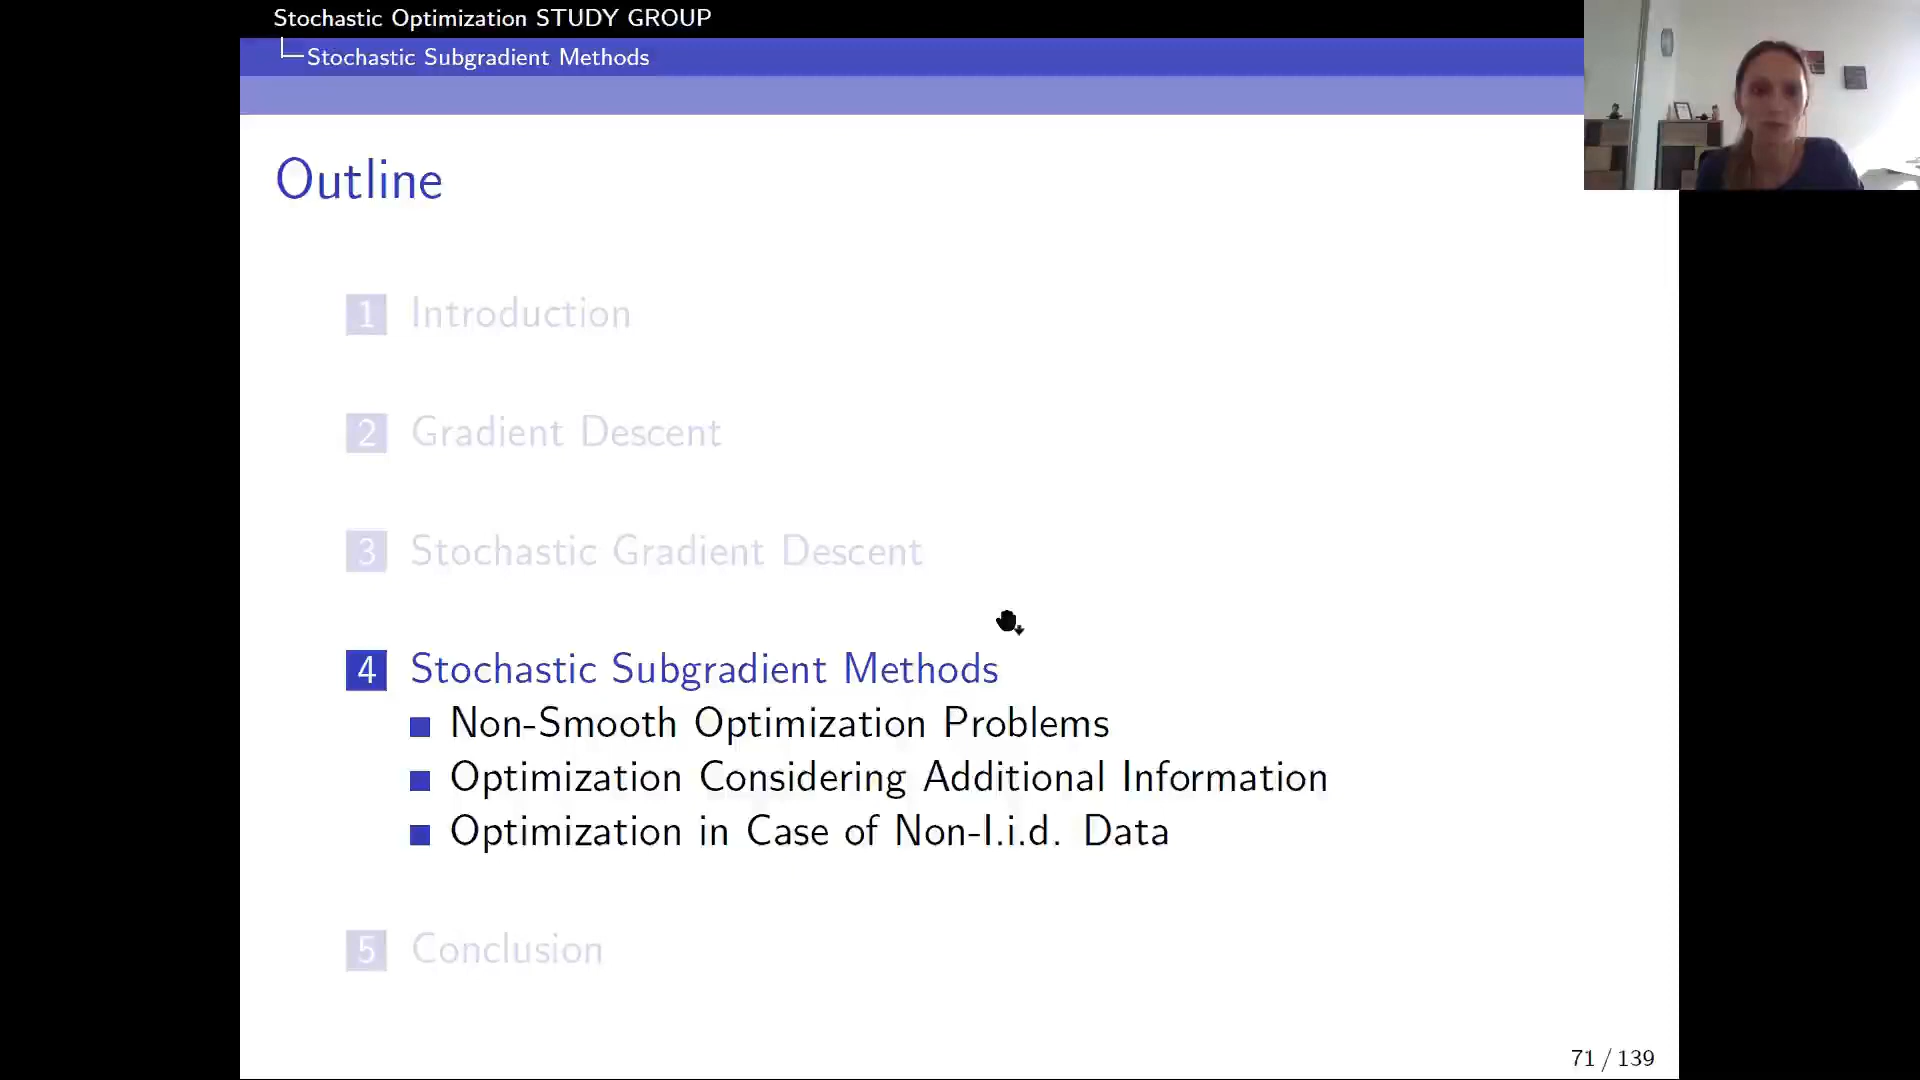 Stochastic Optimization STUDY GROUP
Stochastic Subgradient Methods
Outline
1 Introduction
2 Gradient Descent
3 Stochastic Gradient Descent
4 Stochastic Subgradient Methods
Non-Smooth Optimization Problems
Optimization Considering Additional Information
Optimization in Case of Non-I.i.d. Data
5 Conclusion
71 / 139